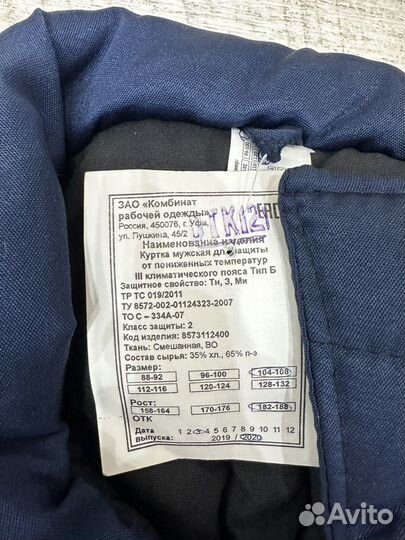 ЗАО «Комбинат
рабочей одежды»
Россия, 450076, г. Уфа,
ул. Пушкина, 45/2
ОТК12
ЕАС
Наименование изделия
Куртка мужская для защиты
от пониженных температур
III климатического пояса Тип Б
Защитное свойство: Тн, З, Ми
ТР ТС 019/2011
ТУ 8572-002-01124323-2007
ТО С – 334А-07
Класс защиты: 2
Код изделия: 8573112400
Ткань: Смешанная, ВО
Состав сырья: 35% хл., 65% п-э
Размер:
88-92 96-100 104-108
112-116 120-124 128-132
Рост:
158-164 170-176 182-188
ОТК
Дата 1 2 3 4 5 6 7 8 9 10 11 12
выпуска: 2019 / 2020
Avito